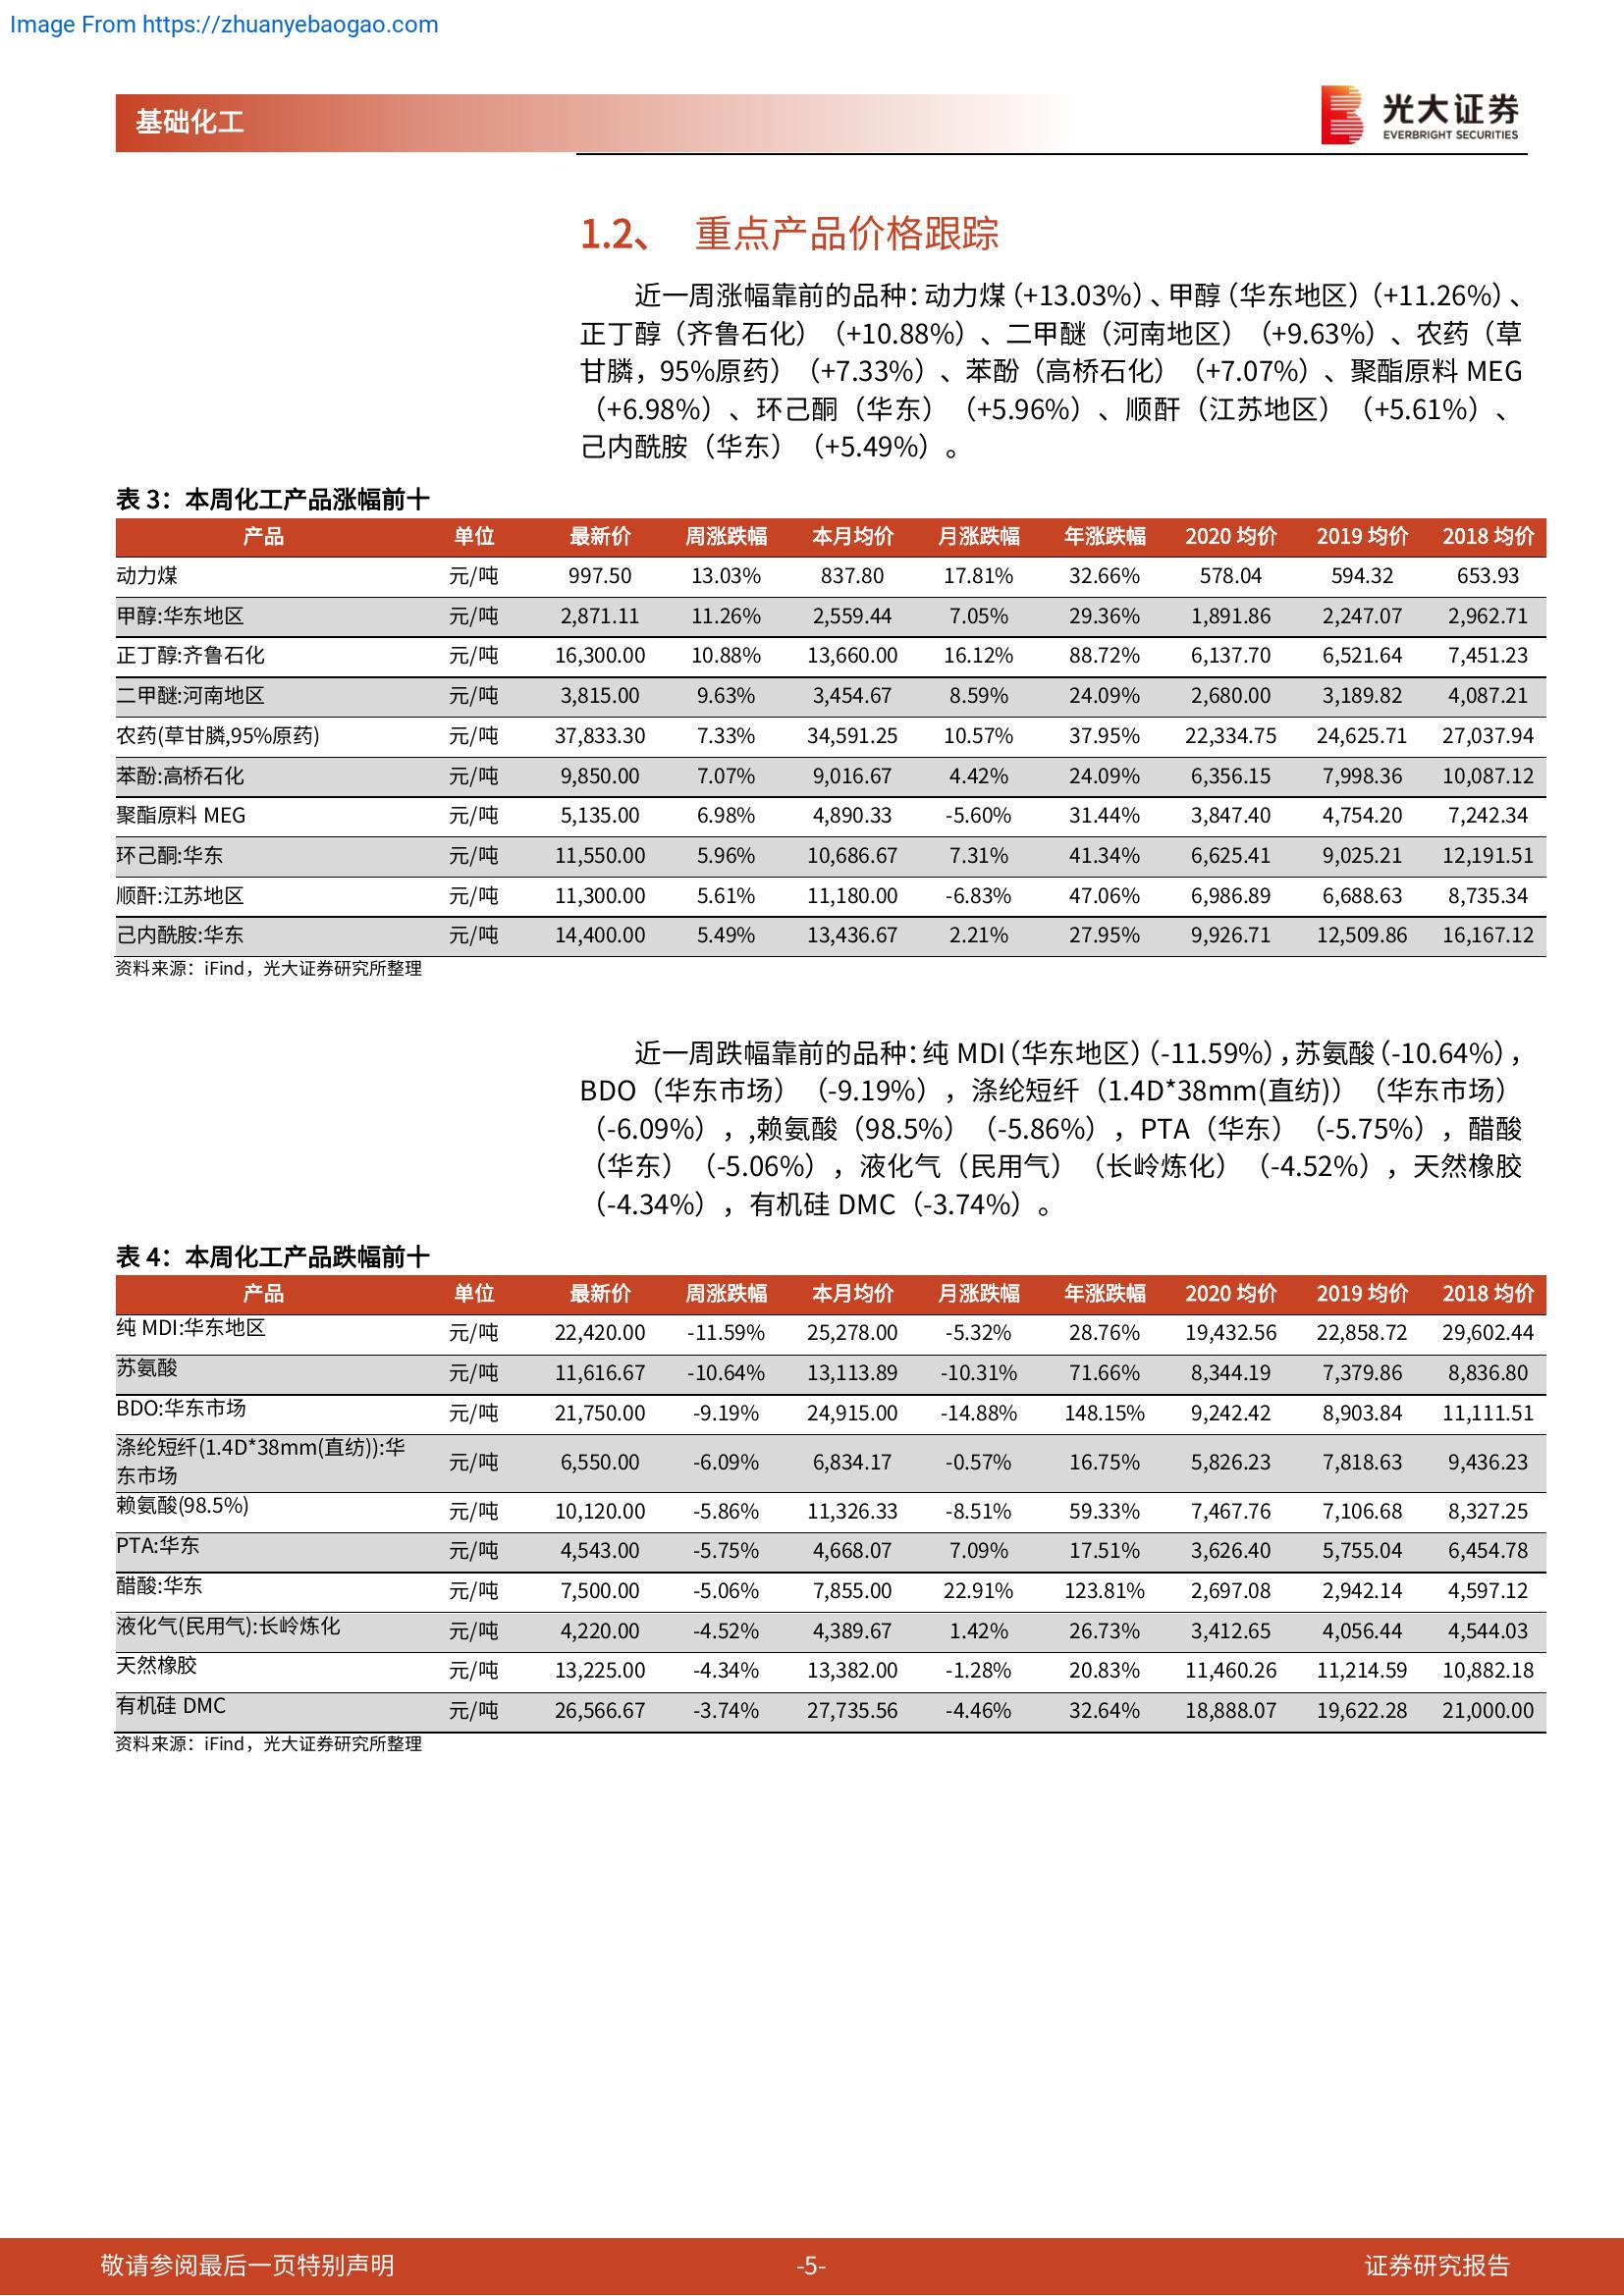 Image From https://zhuanyebaogao.com
基础化工
光大证券
EVERBRIGHT SECURITIES
1.2、 重点产品价格跟踪
近一周涨幅靠前的品种：动力煤（+13.03%）、甲醇（华东地区）（+11.26%）、
正丁醇（齐鲁石化）（+10.88%）、二甲醚（河南地区）（+9.63%）、农药（草
甘膦，95%原药）（+7.33%）、苯酚（高桥石化）（+7.07%）、聚酯原料 MEG
（+6.98%）、环己酮（华东）（+5.96%）、顺酐（江苏地区）（+5.61%）、
己内酰胺（华东）（+5.49%）。
表 3：本周化工产品涨幅前十
产品 单位 最新价 周涨跌幅 本月均价 月涨跌幅 年涨跌幅 2020 均价 2019 均价 2018 均价
动力煤 元/吨 997.50 13.03% 837.80 17.81% 32.66% 578.04 594.32 653.93
甲醇:华东地区 元/吨 2,871.11 11.26% 2,559.44 7.05% 29.36% 1,891.86 2,247.07 2,962.71
正丁醇:齐鲁石化 元/吨 16,300.00 10.88% 13,660.00 16.12% 88.72% 6,137.70 6,521.64 7,451.23
二甲醚:河南地区 元/吨 3,815.00 9.63% 3,454.67 8.59% 24.09% 2,680.00 3,189.82 4,087.21
农药(草甘膦,95%原药) 元/吨 37,833.30 7.33% 34,591.25 10.57% 37.95% 22,334.75 24,625.71 27,037.94
苯酚:高桥石化 元/吨 9,850.00 7.07% 9,016.67 4.42% 24.09% 6,356.15 7,998.36 10,087.12
聚酯原料 MEG 元/吨 5,135.00 6.98% 4,890.33 -5.60% 31.44% 3,847.40 4,754.20 7,242.34
环己酮:华东 元/吨 11,550.00 5.96% 10,686.67 7.31% 41.34% 6,625.41 9,025.21 12,191.51
顺酐:江苏地区 元/吨 11,300.00 5.61% 11,180.00 -6.83% 47.06% 6,986.89 6,688.63 8,735.34
己内酰胺:华东 元/吨 14,400.00 5.49% 13,436.67 2.21% 27.95% 9,926.71 12,509.86 16,167.12
资料来源：iFind，光大证券研究所整理
近一周跌幅靠前的品种：纯 MDI（华东地区）（-11.59%），苏氨酸（-10.64%），
BDO（华东市场）（-9.19%），涤纶短纤（1.4D*38mm(直纺)）（华东市场）
（-6.09%），,赖氨酸（98.5%）（-5.86%），PTA（华东）（-5.75%），醋酸
（华东）（-5.06%），液化气（民用气）（长岭炼化）（-4.52%），天然橡胶
（-4.34%），有机硅 DMC（-3.74%）。
表 4：本周化工产品跌幅前十
产品 单位 最新价 周涨跌幅 本月均价 月涨跌幅 年涨跌幅 2020 均价 2019 均价 2018 均价
纯 MDI:华东地区 元/吨 22,420.00 -11.59% 25,278.00 -5.32% 28.76% 19,432.56 22,858.72 29,602.44
苏氨酸 元/吨 11,616.67 -10.64% 13,113.89 -10.31% 71.66% 8,344.19 7,379.86 8,836.80
BDO:华东市场 元/吨 21,750.00 -9.19% 24,915.00 -14.88% 148.15% 9,242.42 8,903.84 11,111.51
涤纶短纤(1.4D*38mm(直纺)):华
东市场 元/吨 6,550.00 -6.09% 6,834.17 -0.57% 16.75% 5,826.23 7,818.63 9,436.23
赖氨酸(98.5%) 元/吨 10,120.00 -5.86% 11,326.33 -8.51% 59.33% 7,467.76 7,106.68 8,327.25
PTA:华东 元/吨 4,543.00 -5.75% 4,668.07 7.09% 17.51% 3,626.40 5,755.04 6,454.78
醋酸:华东 元/吨 7,500.00 -5.06% 7,855.00 22.91% 123.81% 2,697.08 2,942.14 4,597.12
液化气(民用气):长岭炼化 元/吨 4,220.00 -4.52% 4,389.67 1.42% 26.73% 3,412.65 4,056.44 4,544.03
天然橡胶 元/吨 13,225.00 -4.34% 13,382.00 -1.28% 20.83% 11,460.26 11,214.59 10,882.18
有机硅 DMC 元/吨 26,566.67 -3.74% 27,735.56 -4.46% 32.64% 18,888.07 19,622.28 21,000.00
资料来源：iFind，光大证券研究所整理
敬请参阅最后一页特别声明 -5- 证券研究报告